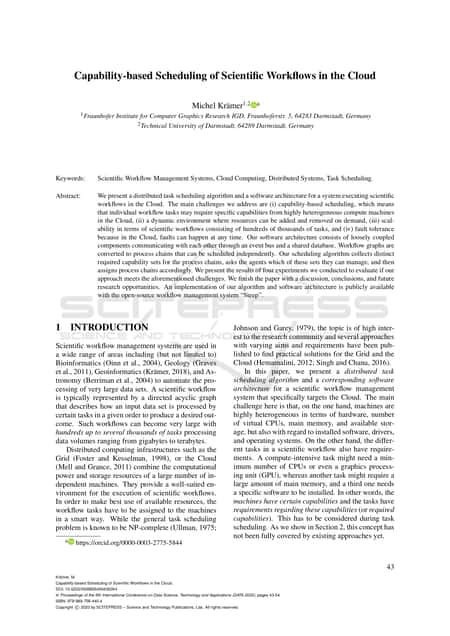 Capability-based Scheduling of Scientific Workflows in the Cloud
Michel Krämer1,2 a
1Fraunhofer Institute for Computer Graphics Research IGD, Fraunhoferstr. 5, 64283 Darmstadt, Germany
2Technical University of Darmstadt, 64289 Darmstadt, Germany
Keywords: Scientific Workflow Management Systems, Cloud Computing, Distributed Systems, Task Scheduling.
Abstract: We present a distributed task scheduling algorithm and a software architecture for a system executing scientific
workflows in the Cloud. The main challenges we address are (i) capability-based scheduling, which means
that individual workflow tasks may require specific capabilities from highly heterogeneous compute machines
in the Cloud, (ii) a dynamic environment where resources can be added and removed on demand, (iii) scal-
ability in terms of scientific workflows consisting of hundreds of thousands of tasks, and (iv) fault tolerance
because in the Cloud, faults can happen at any time. Our software architecture consists of loosely coupled
components communicating with each other through an event bus and a shared database. Workflow graphs are
converted to process chains that can be scheduled independently. Our scheduling algorithm collects distinct
required capability sets for the process chains, asks the agents which of these sets they can manage, and then
assigns process chains accordingly. We present the results of four experiments we conducted to evaluate if our
approach meets the aforementioned challenges. We finish the paper with a discussion, conclusions, and future
research opportunities. An implementation of our algorithm and software architecture is publicly available
with the open-source workflow management system “Steep”.
1 INTRODUCTION
Scientific workflow management systems are used in
a wide range of areas including (but not limited to)
Bioinformatics (Oinn et al., 2004), Geology (Graves
et al., 2011), Geoinformatics (Krämer, 2018), and As-
tronomy (Berriman et al., 2004) to automate the pro-
cessing of very large data sets. A scientific workflow
is typically represented by a directed acyclic graph
that describes how an input data set is processed by
certain tasks in a given order to produce a desired out-
come. Such workflows can become very large with
hundreds up to several thousands of tasks processing
data volumes ranging from gigabytes to terabytes.
Distributed computing infrastructures such as the
Grid (Foster and Kesselman, 1998), or the Cloud
(Mell and Grance, 2011) combine the computational
power and storage resources of a large number of in-
dependent machines. They provide a well-suited en-
vironment for the execution of scientific workflows.
In order to make best use of available resources, the
workflow tasks have to be assigned to the machines
in a smart way. While the general task scheduling
problem is known to be NP-complete (Ullman, 1975;
a https://orcid.org/0000-0003-2775-5844
Johnson and Garey, 1979), the topic is of high inter-
est to the research community and several approaches
with varying aims and requirements have been pub-
lished to find practical solutions for the Grid and the
Cloud (Hemamalini, 2012; Singh and Chana, 2016).
In this paper, we present a distributed task
scheduling algorithm and a corresponding software
architecture for a scientific workflow management
system that specifically targets the Cloud. The main
challenge here is that, on the one hand, machines are
highly heterogeneous in terms of hardware, number
of virtual CPUs, main memory, and available stor-
age, but also with regard to installed software, drivers,
and operating systems. On the other hand, the differ-
ent tasks in a scientific workflow also have require-
ments. A compute-intensive task might need a min-
imum number of CPUs or even a graphics process-
ing unit (GPU), whereas another task might require a
large amount of main memory, and a third one needs
a specific software to be installed. In other words, the
machines have certain capabilities and the tasks have
requirements regarding these capabilities (or required
capabilities). This has to be considered during task
scheduling. As we show in Section 2, this concept has
not been fully covered by existing approaches yet.
43
Krämer, M.
Capability-based Scheduling of Scientific Workflows in the Cloud.
In Proceedings of the 9th International Conference on Data Science, Technology and Applications (DATA 2020), pages 43-54
Copyright © 2020 by SCITEPRESS – Science and Technology Publications, Lda. All rights reserved
SCITEPRESS